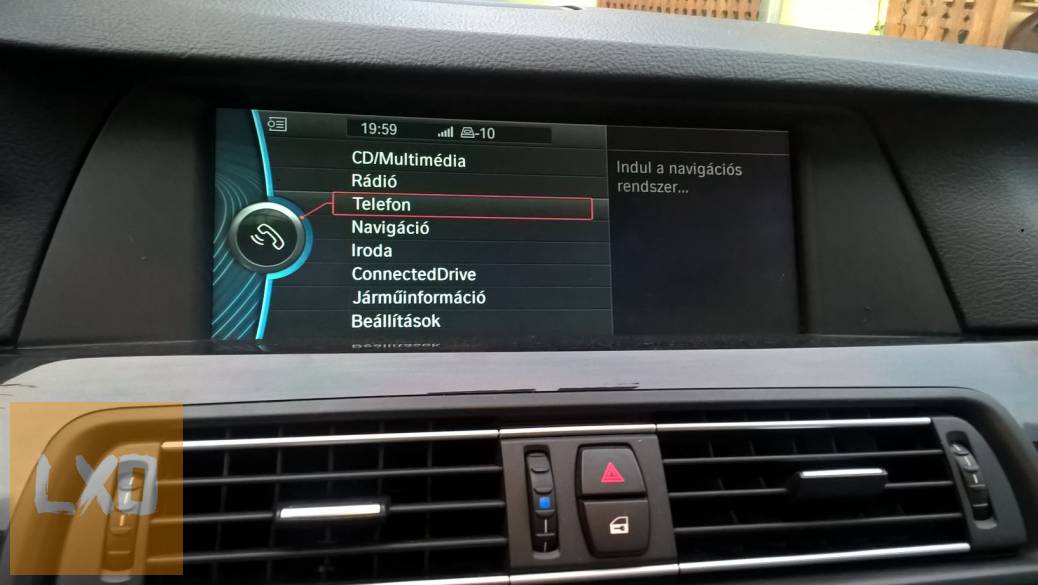 19:59
-10
CD/Multimédia
Rádió
Telefon
Navigáció
Iroda
ConnectedDrive
Járműinformáció
Beállítások
Indul a navigációs
rendszer...
LXD